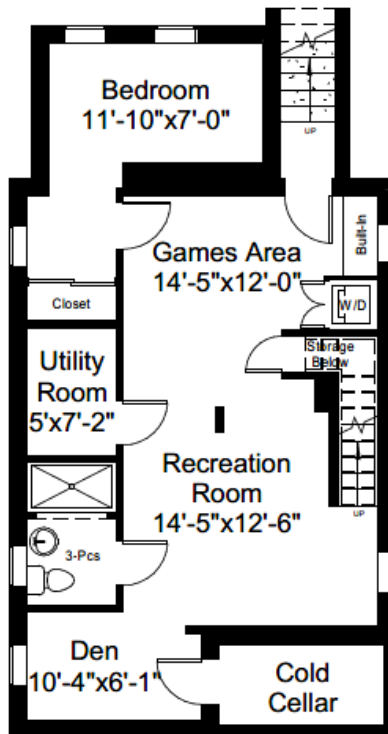 Bedroom
11'-10"x7'-0"
UP
Games Area
14'-5"x12'-0"
Built-In
Closet
W/D
Storage
Below
Utility
Room
5'x7'-2"
Recreation
Room
14'-5"x12'-6"
UP
3-Pcs
Den
10'-4"x6'-1"
Cold
Cellar